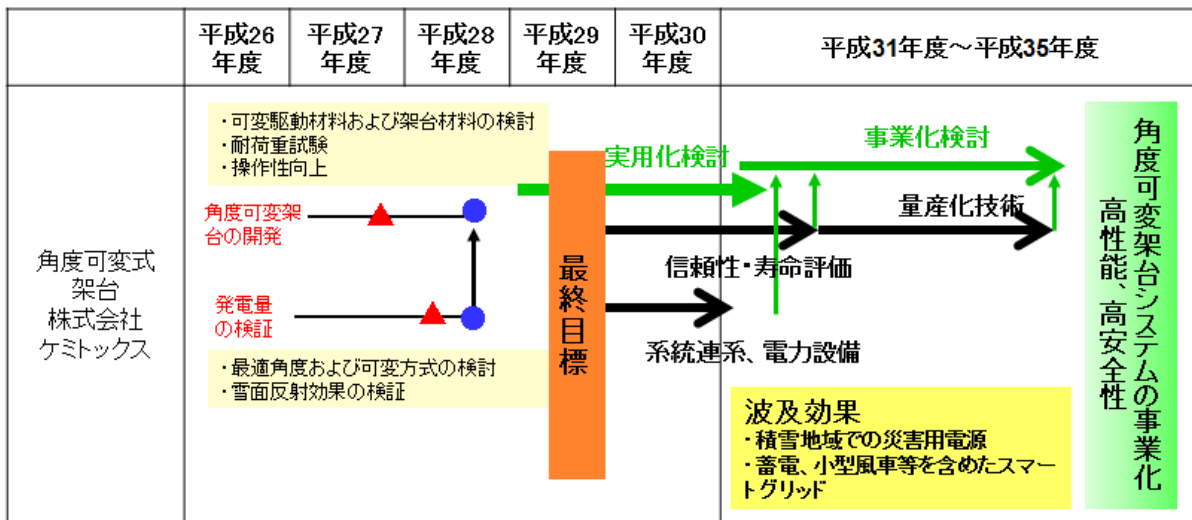 平成26
年度
平成27
年度
平成28
年度
平成29
年度
平成30
年度
平成31年度～平成35年度
角度可変式
架台
株式会社
ケミトックス
・可変駆動材料および架台材料の検討
・耐荷重試験
・操作性向上
角度可変架
台の開発
発電量
の検証
・最適角度および可変方式の検討
・雪面反射効果の検証
最終目標
実用化検討
事業化検討
量産化技術
信頼性・寿命評価
系統連系、電力設備
波及効果
・積雪地域での災害用電源
・蓄電、小型風車等を含めたスマー
トグリッド
角度可変架台システムの事業化
高性能、高安全性